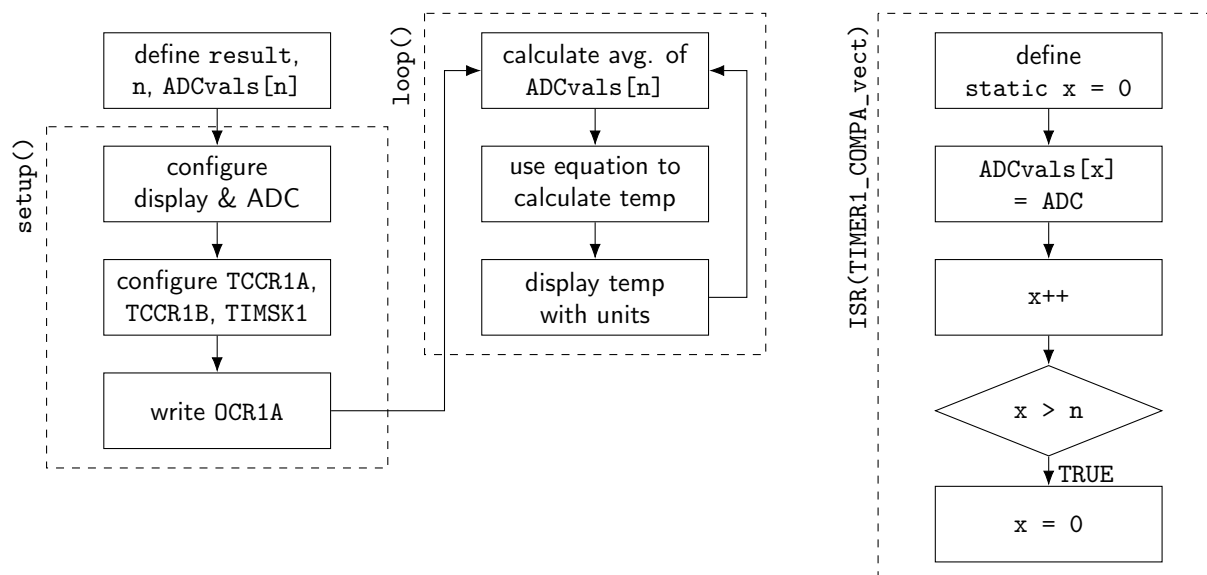 define result,
n, ADCvals[n]
setup()
configure
display & ADC
configure TCCR1A,
TCCR1B, TIMSK1
write OCR1A
loop()
calculate avg. of
ADCvals[n]
use equation to
calculate temp
display temp
with units
ISR(TIMER1_COMPA_vect)
define
static x = 0
ADCvals[x]
= ADC
x++
x > n
TRUE
x = 0